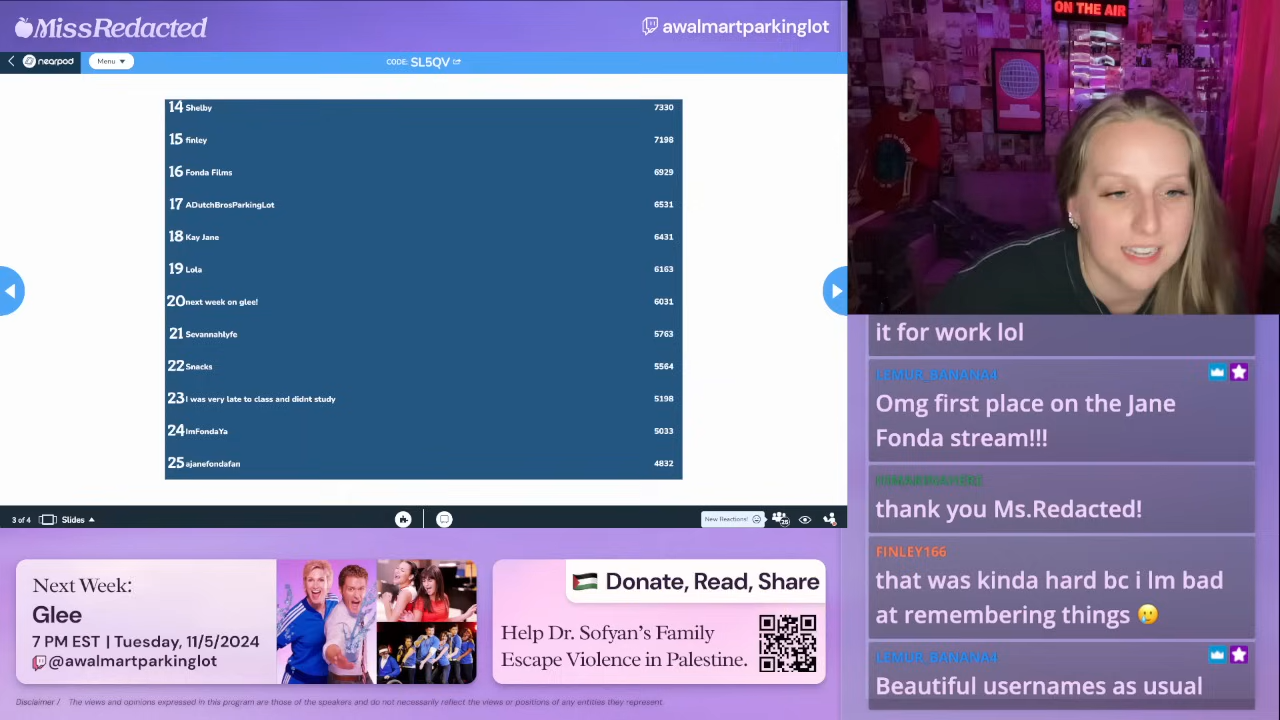 MissRedacted
awalmartparkinglot
ON THE AIR
nearpod
Menu
CODE: SL5QV
14 Shelby 7330
15 finley 7198
16 Fonda Films 6929
17 ADutchBrosParkingLot 6531
18 Kay Jane 6431
19 Lola 6163
20 next week on glee! 6031
21 Sevannahlyfe 5763
22 Snacks 5564
23 I was very late to class and didnt study 5198
24 ImFondaYa 5033
25 ajanefondafan 4832
3 of 4
Slides
New Reactions!
25
it for work lol
LEMUR_BANANA4
Omg first place on the Jane
Fonda stream!!!
thank you Ms.Redacted!
FINLEY166
that was kinda hard bc i lm bad
at remembering things 🥲
LEMUR_BANANA4
Beautiful usernames as usual
Next Week:
Glee
7 PM EST | Tuesday, 11/5/2024
@awalmartparkinglot
🇵🇸 Donate, Read, Share
Help Dr. Sofyan's Family
Escape Violence in Palestine.
Disclaimer / The views and opinions expressed in this program are those of the speakers and do not necessarily reflect the views or positions of any entities they represent.